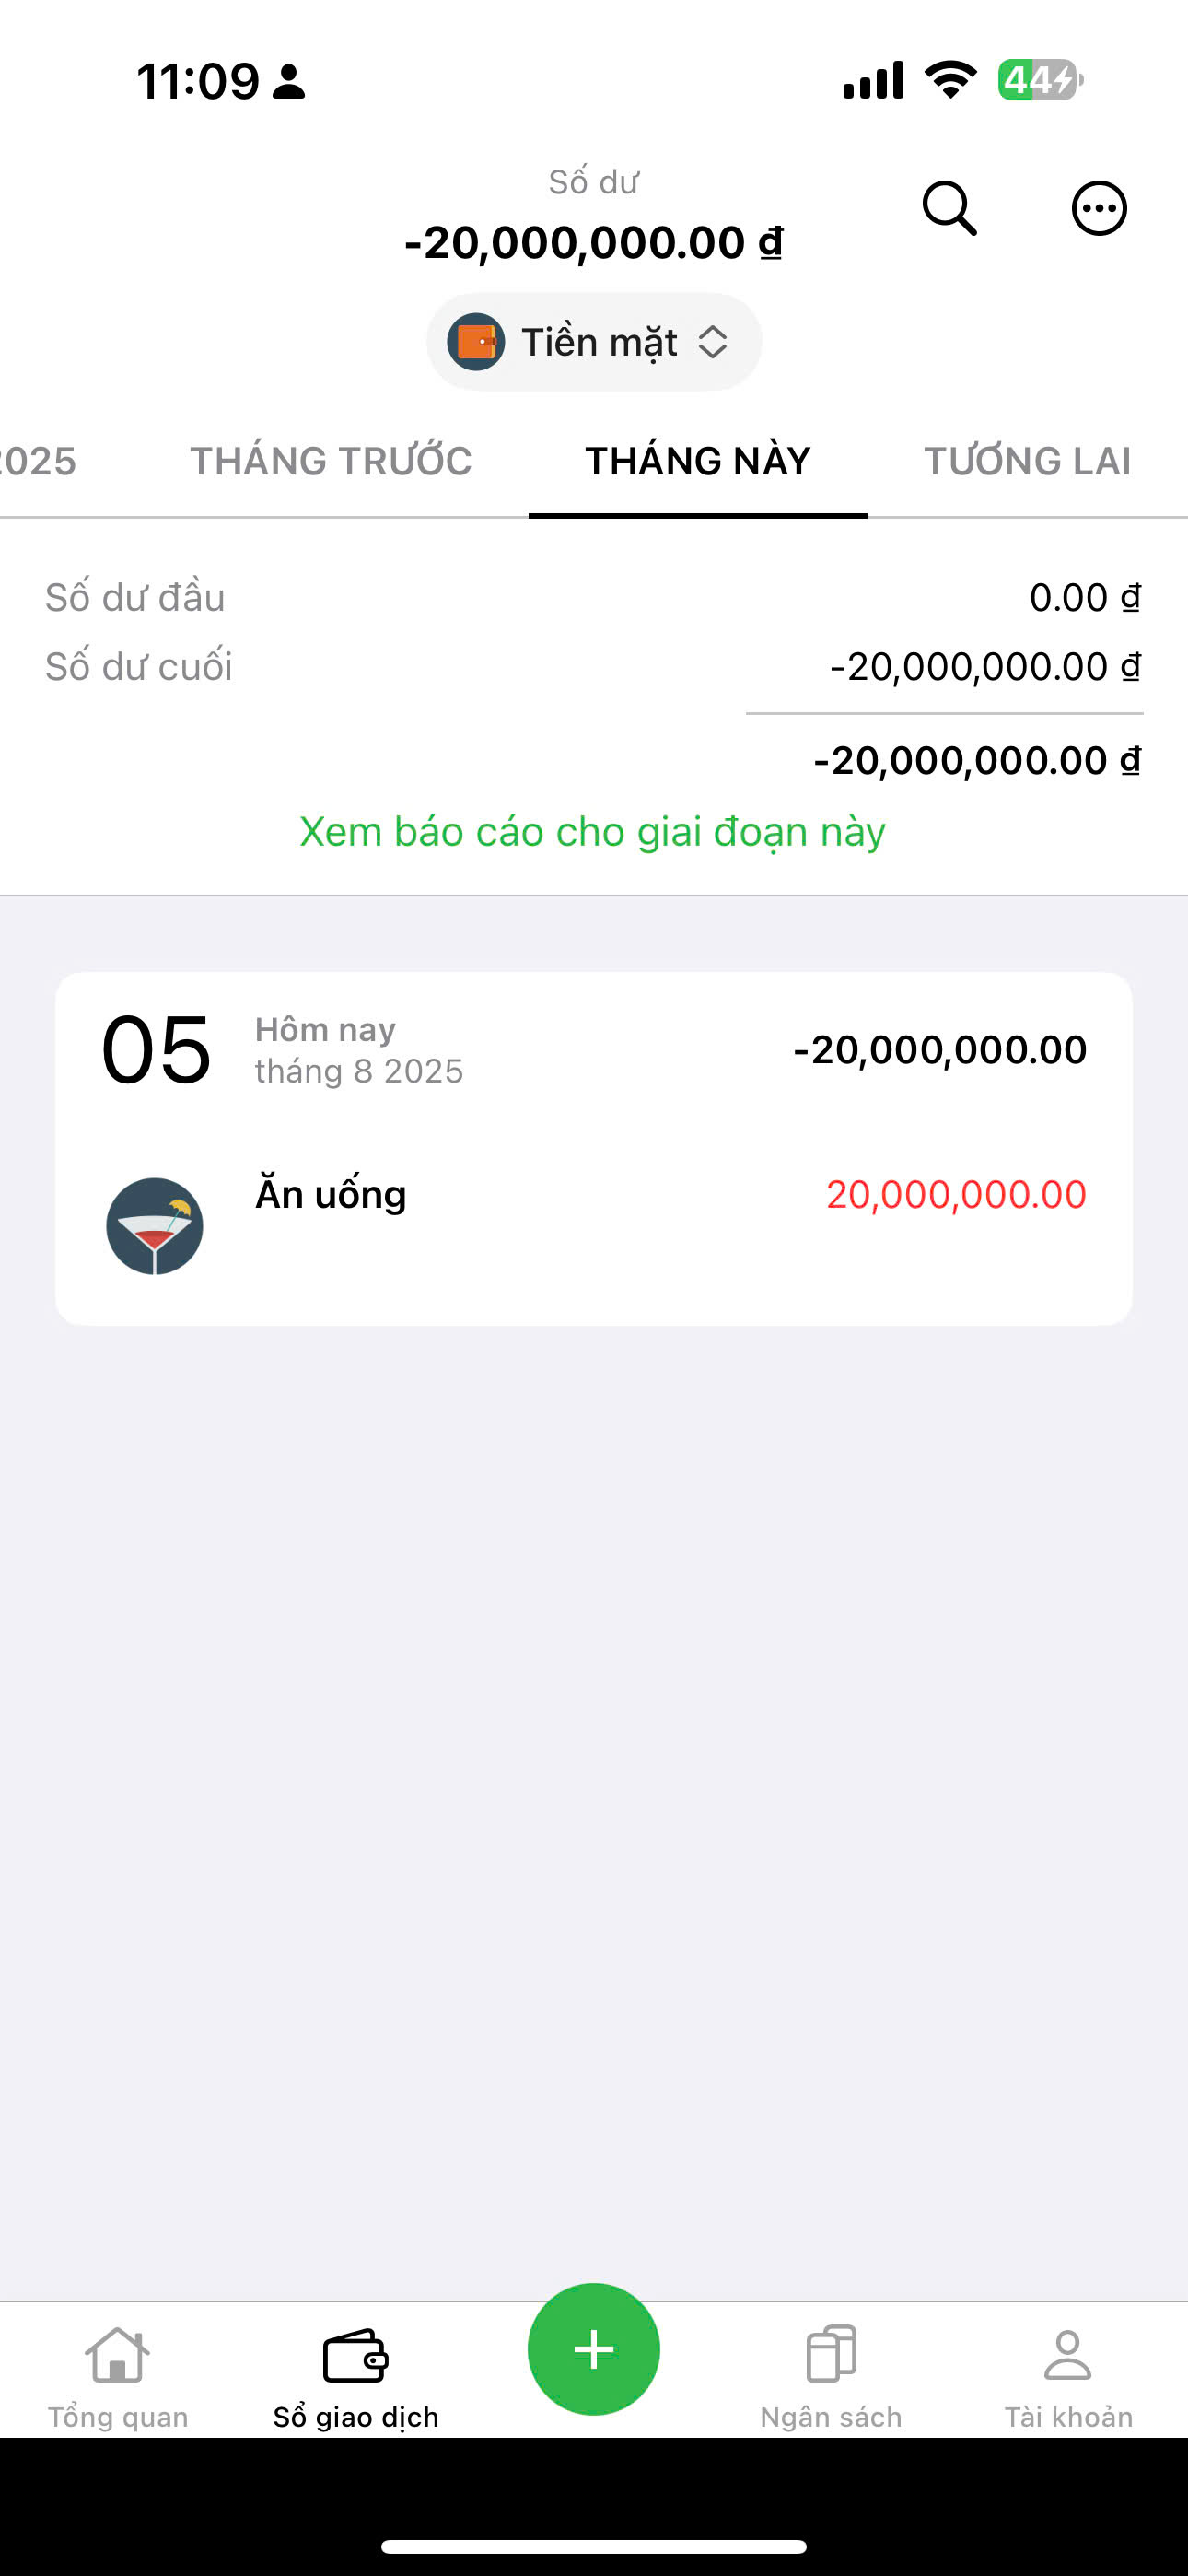 11:09
44
Số dư
-20,000,000.00 ₫
Tiền mặt
2025 THÁNG TRƯỚC THÁNG NÀY TƯƠNG LAI
Số dư đầu 0.00 ₫
Số dư cuối -20,000,000.00 ₫
-20,000,000.00 ₫
Xem báo cáo cho giai đoạn này
05 Hôm nay -20,000,000.00
tháng 8 2025
Ăn uống 20,000,000.00
Tổng quan Sổ giao dịch Ngân sách Tài khoản